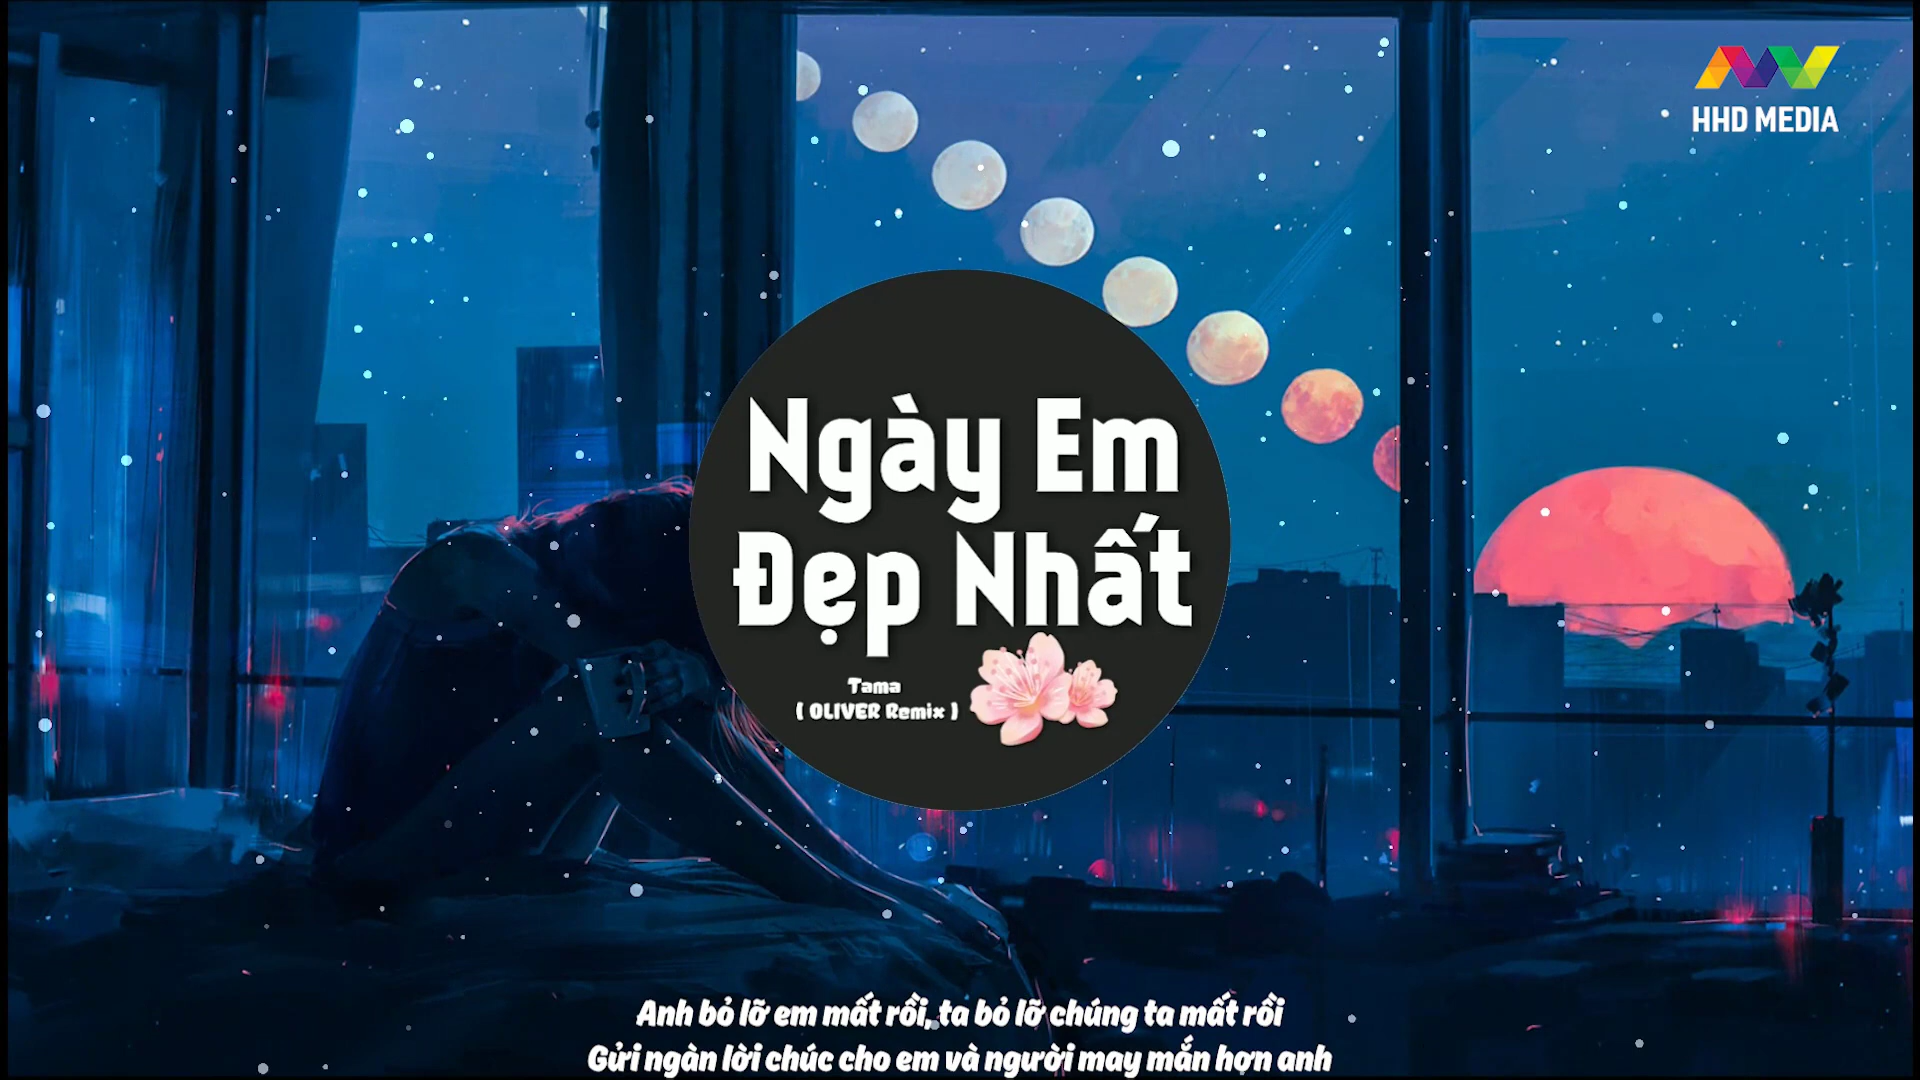 HHD MEDIA
Ngày Em
Đẹp Nhất
Tama
( OLIVER Remix )
Anh bỏ lỡ em mất rồi, ta bỏ lỡ chúng ta mất rồi
Gửi ngàn lời chúc cho em và người may mắn hợn anh